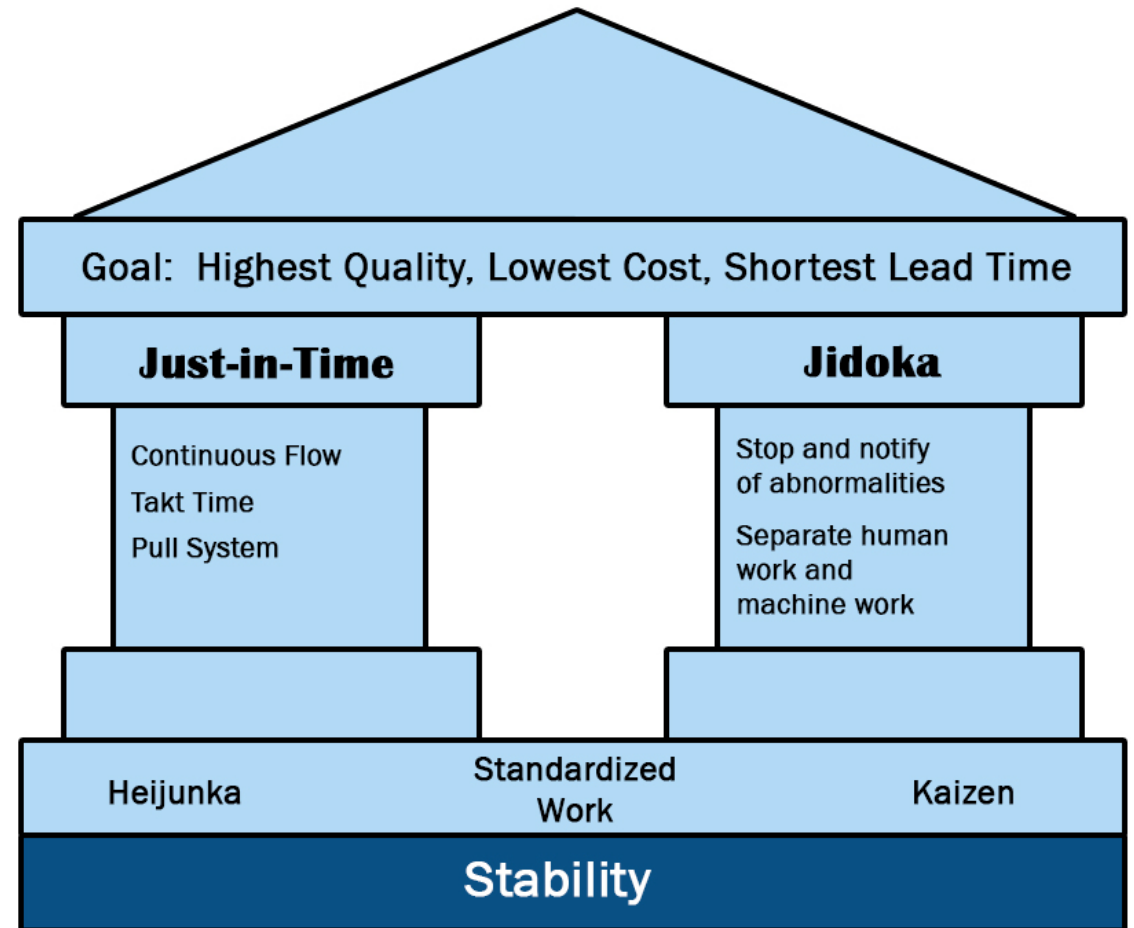 Goal:  Highest Quality, Lowest Cost, Shortest Lead Time
Just-in-Time
Continuous Flow
Takt Time
Pull System
Jidoka
Stop and notify
of abnormalities
Separate human
work and
machine work
Heijunka
Standardized
Work
Kaizen
Stability